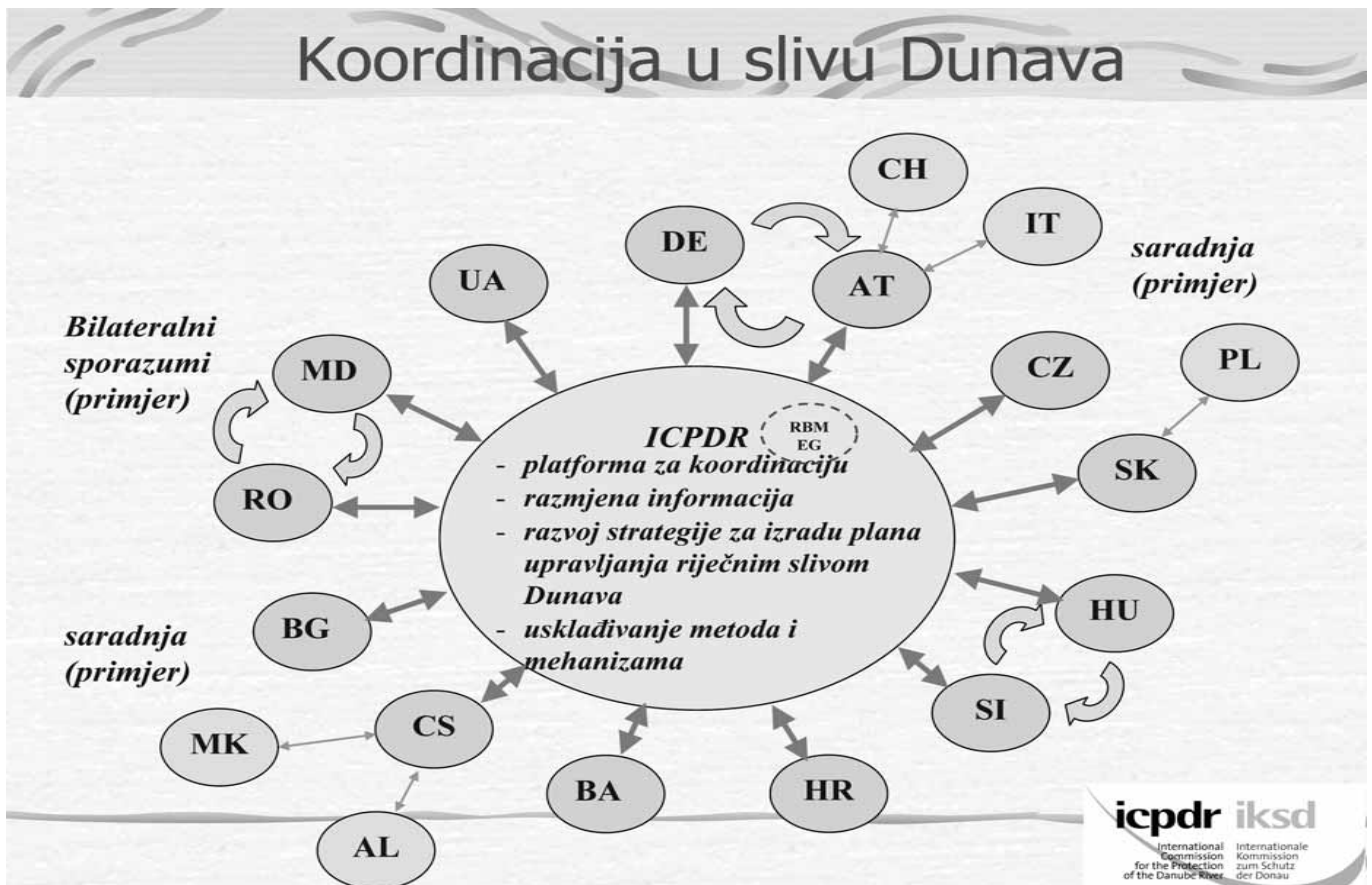 Koordinacija u slivu Dunava
CH
IT
DE
AT
UA
saradnja
(primjer)
Bilateralni
sporazumi
(primjer)
MD
CZ
PL
ICPDR
RBM
EG
- platforma za koordinaciju
- razmjena informacija
- razvoj strategije za izradu plana
upravljanja riječnim slivom
Dunava
- usklađivanje metoda i
mehanizama
SK
RO
BG
HU
saradnja
(primjer)
SI
MK
CS
BA
HR
AL
icpdr iksd
International Internationale
Commission Kommission
for the Protection zum Schutz
of the Danube River der Donau